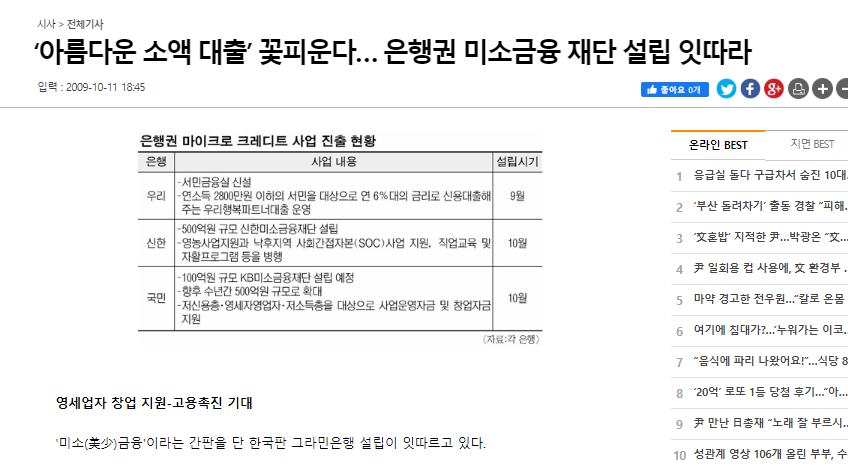 시사 > 전체기사
‘아름다운 소액 대출’ 꽃피운다… 은행권 미소금융 재단 설립 잇따라
입력 : 2009-10-11 18:45
좋아요 0개
은행권 마이크로 크레디트 사업 진출 현황
은행 사업 내용 설립시기
-서민금융실 신설
우리 -연소득 2800만원 이하의 서민을 대상으로 연 6%대의 금리로 신용대출해 9월
주는 우리행복파트너대출 운영
-500억원 규모 신한미소금융재단 설립
신한 -영농사업지원과 낙후지역 사회간접자본(SOC)사업 지원, 직업교육 및 10월
자활프로그램 등을 병행
-100억원 규모 KB미소금융재단 설립 예정
-향후 수년간 500억원 규모로 확대
국민 -저신용층·영세자영업자·저소득층을 대상으로 사업운영자금 및 창업자금 10월
지원
<자료:각 은행>
영세업자 창업 지원-고용촉진 기대
‘미소(美少)금융’이라는 간판을 단 한국판 그라민은행 설립이 잇따르고 있다.
온라인 BEST 지면 BEST
1 응급실 돌다 구급차서 숨진 10대
2 ‘부산 돌려차기’ 출동 경찰 “피해…
3 ‘文혼밥’ 지적한 尹…박광온 “文…
4 尹 일회용 컵 사용에, 文 환경부
5 마약 경고한 전우원…“칼로 온몸
6 여기에 침대가?…‘누워가는 이코…
7 “음식에 파리 나왔어요!”…식당 8
8 ‘20억’ 로또 1등 당첨 후기…“아…
9 尹 만난 日총재 “노래 잘 부르시…
10 성관계 영상 106개 올린 부부, 수